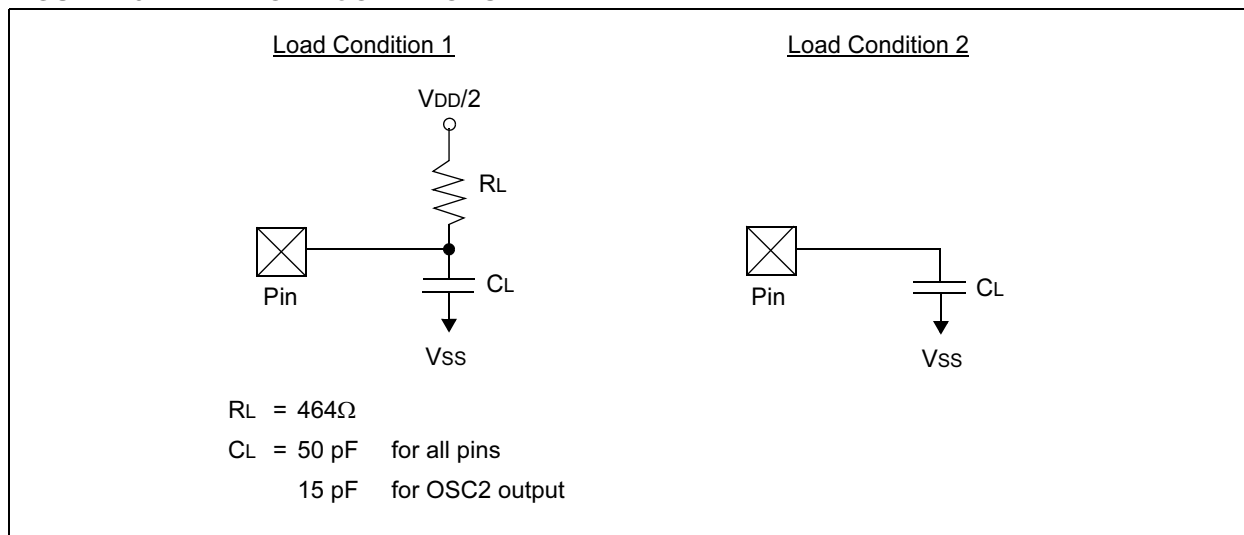 Load Condition 1
VDD/2
RL
Pin
CL
VSS
RL = 464Ω
CL = 50 pF for all pins
15 pF for OSC2 output
Load Condition 2
Pin
CL
VSS